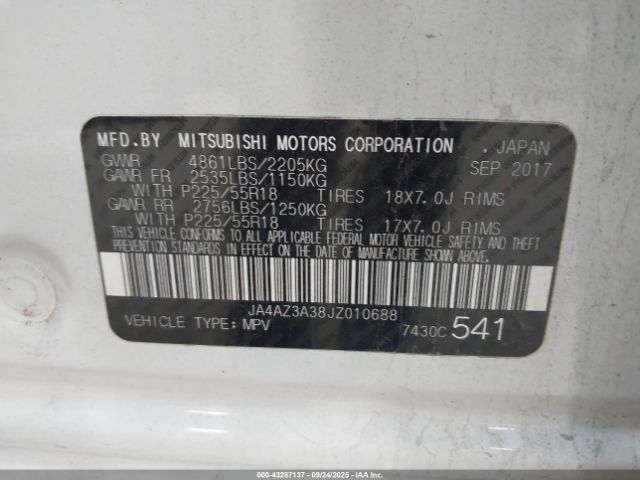 MFD.BY MITSUBISHI MOTORS CORPORATION . JAPAN
GVWR 4861LBS/2205KG SEP 2017
GAWR FR 2535LBS/1150KG
WITH P225/55R18 TIRES 18X7.0J RIMS
GAWR RR 2756LBS/1250KG
WITH P225/55R18 TIRES 17X7.0J RIMS
THIS VEHICLE CONFORMS TO ALL APPLICABLE FEDERAL MOTOR VEHICLE SAFETY AND THEFT
PREVENTION STANDARDS IN EFFECT ON THE DATE OF MANUFACTURE SHOWN ABOVE.
JA4AZ3A38JZ010688
VEHICLE TYPE: MPV 7430C 541
000-43287137 - 09/24/2025 - IAAI.COM